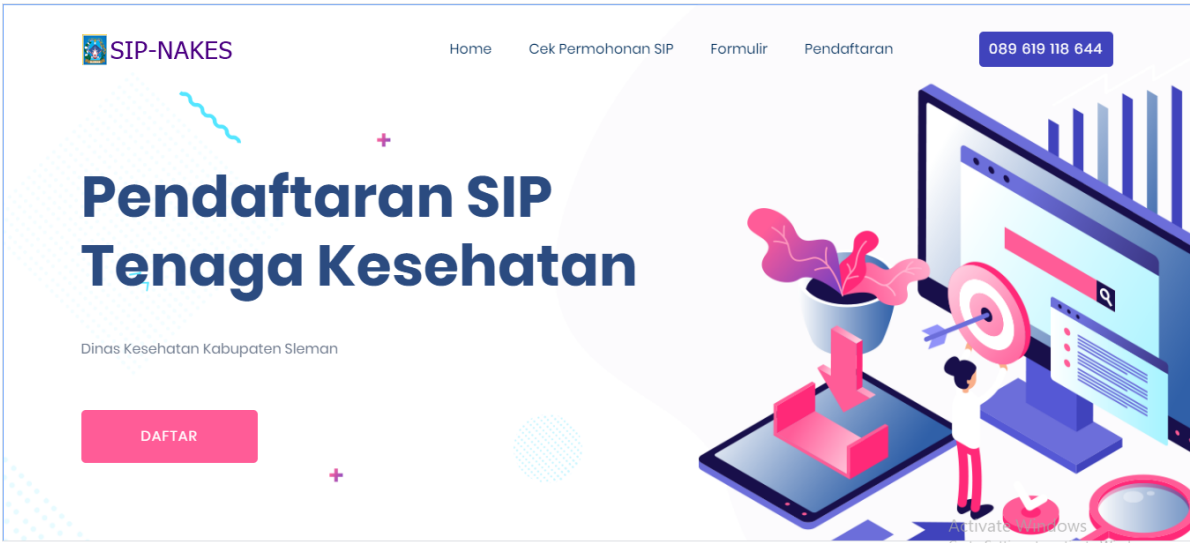 SIP-NAKES
Home
Cek Permohonan SIP
Formulir
Pendaftaran
089 619 118 644
Pendaftaran SIP
Tenaga Kesehatan
Dinas Kesehatan Kabupaten Sleman
DAFTAR
Activate Windows